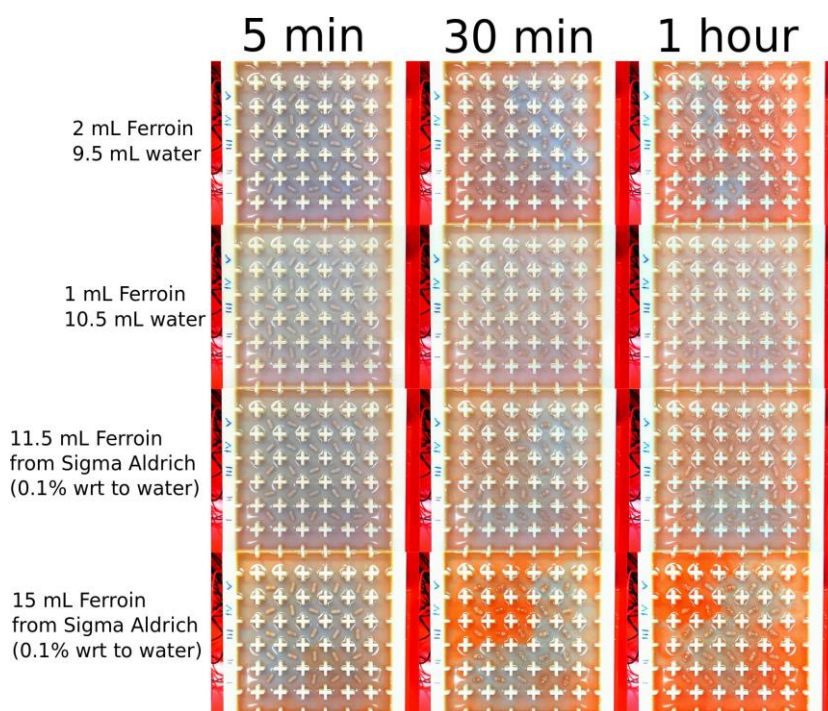 5 min 30 min 1 hour
2 mL Ferroin
9.5 mL water
1 mL Ferroin
10.5 mL water
11.5 mL Ferroin
from Sigma Aldrich
(0.1% wrt to water)
15 mL Ferroin
from Sigma Aldrich
(0.1% wrt to water)